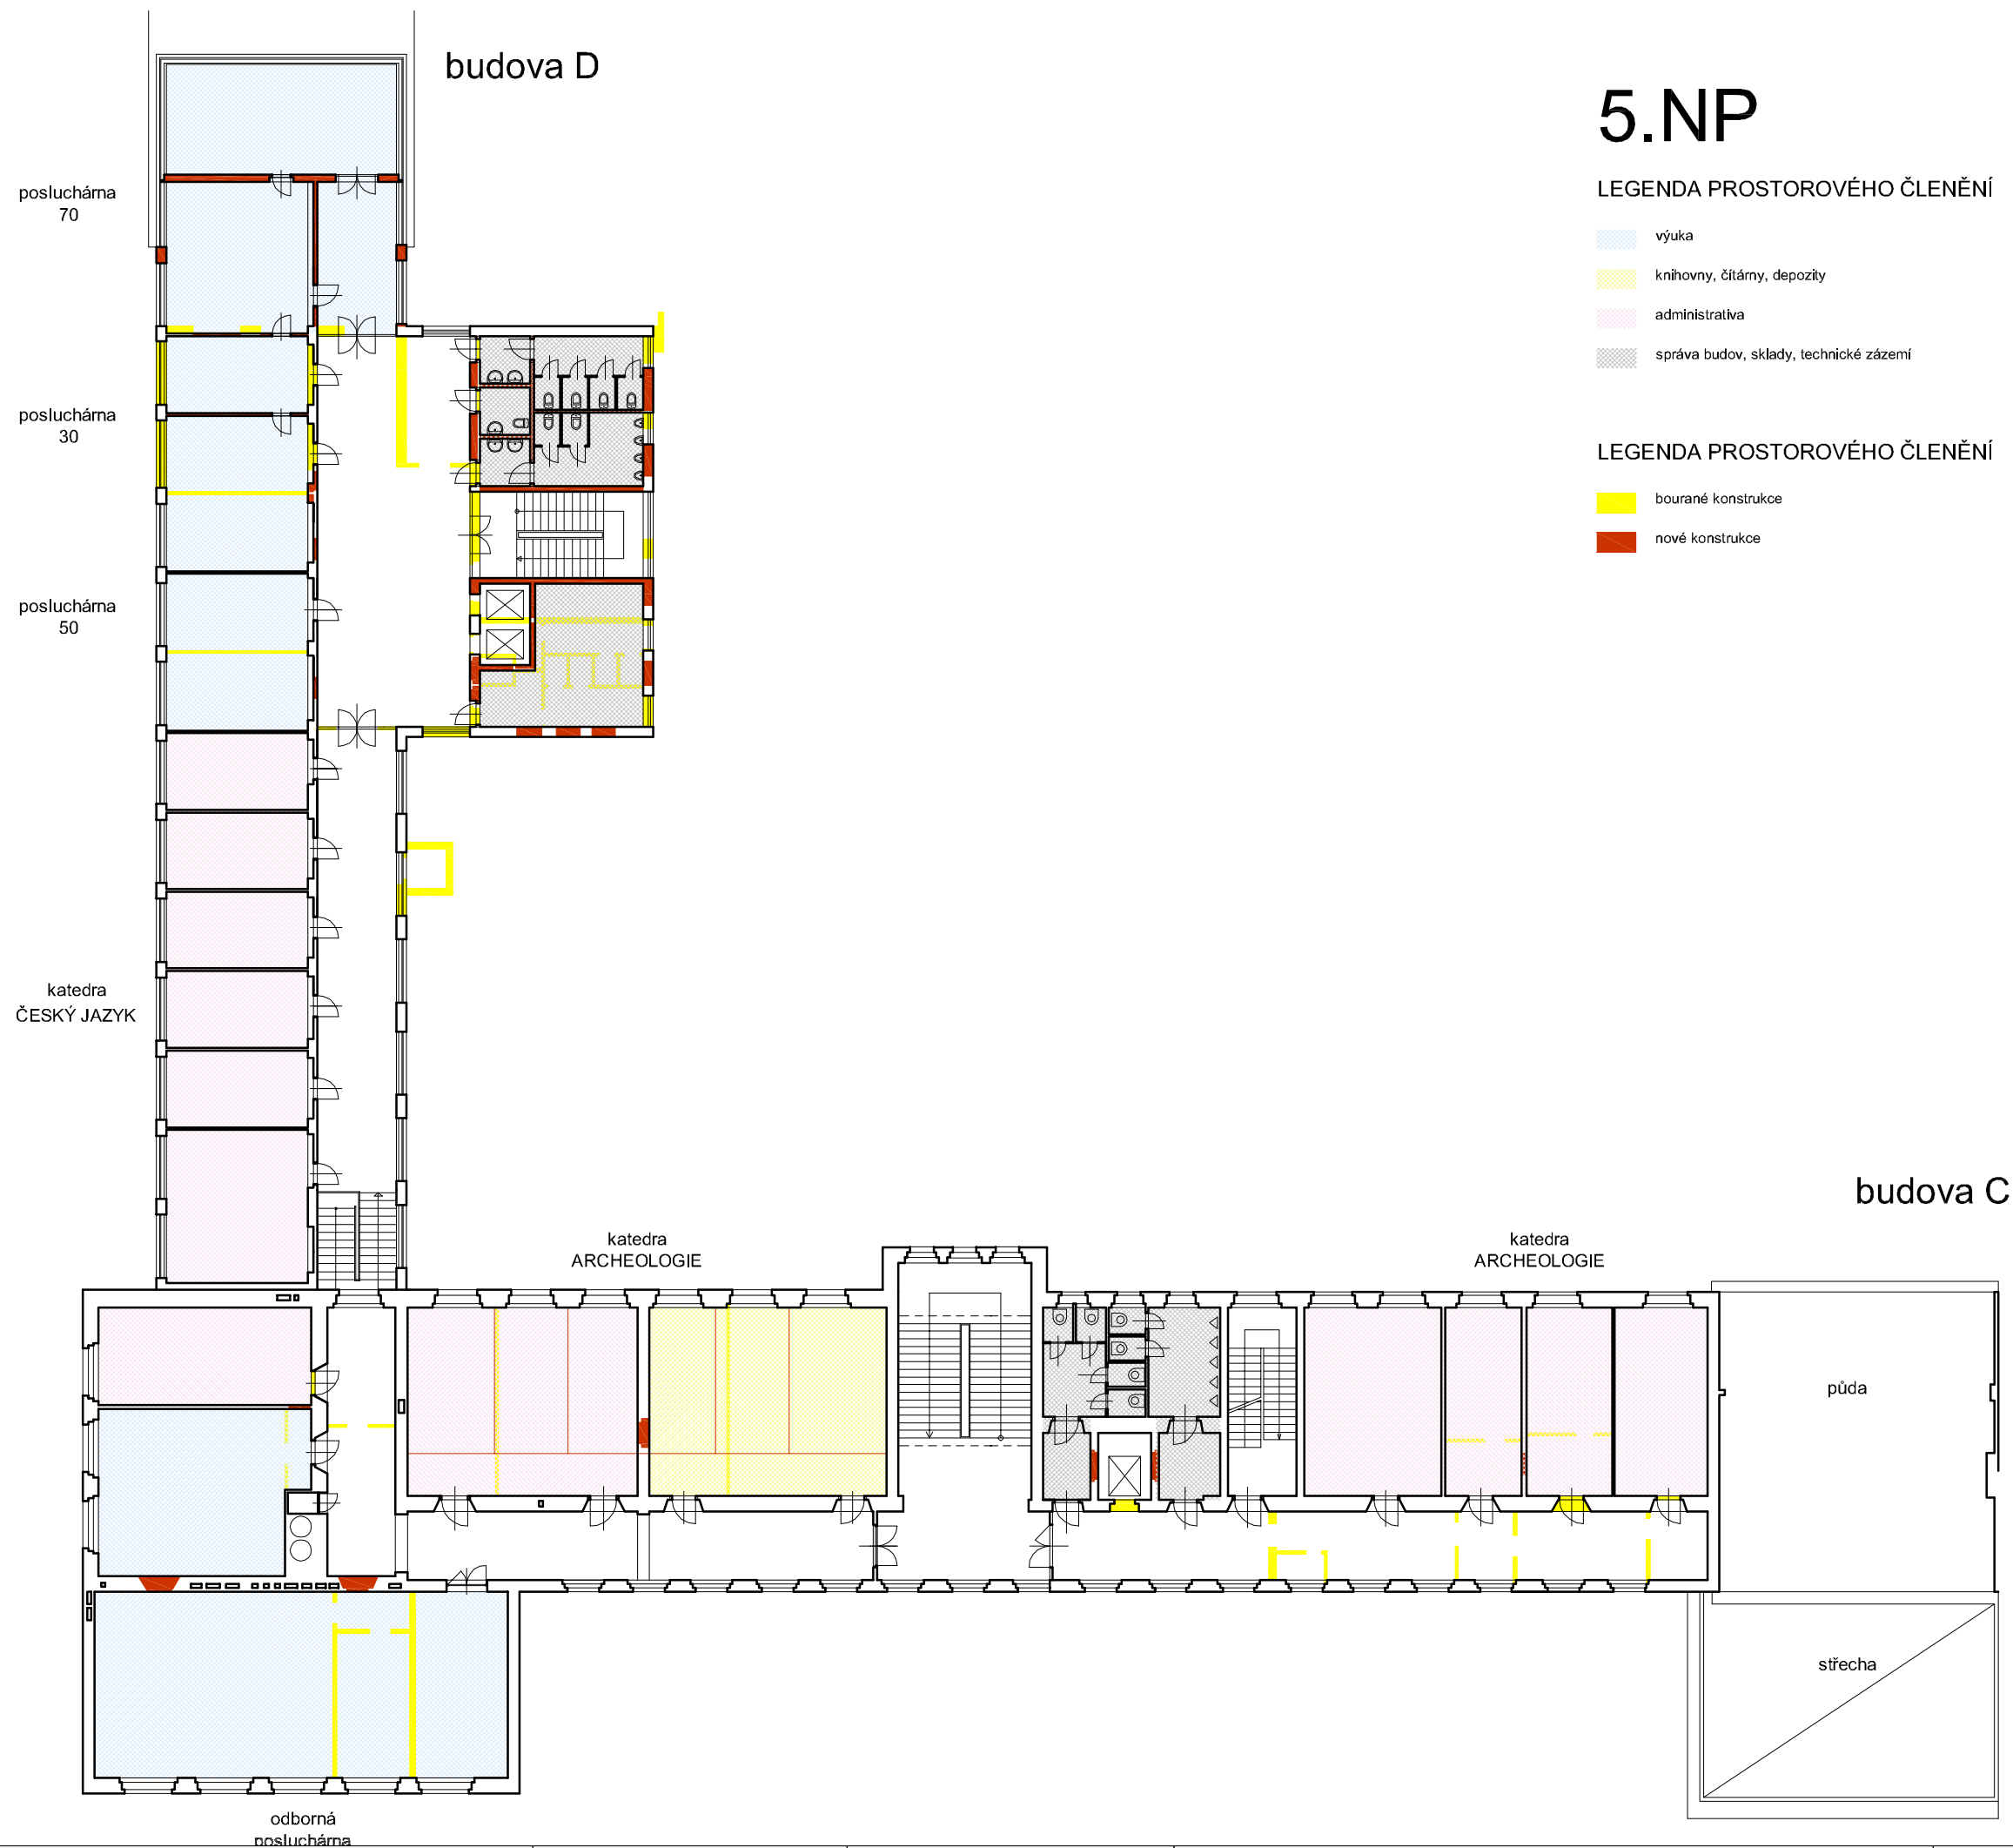 budova D
5.NP
LEGENDA PROSTOROVÉHO ČLENĚNÍ
výuka
knihovny, čítárny, depozity
administrativa
správa budov, sklady, technické zázemí
LEGENDA PROSTOROVÉHO ČLENĚNÍ
bourané konstrukce
nové konstrukce
posluchárna
70
posluchárna
30
posluchárna
50
katedra
ČESKÝ JAZYK
budova C
katedra
ARCHEOLOGIE
katedra
ARCHEOLOGIE
půda
střecha
odborná
posluchárna